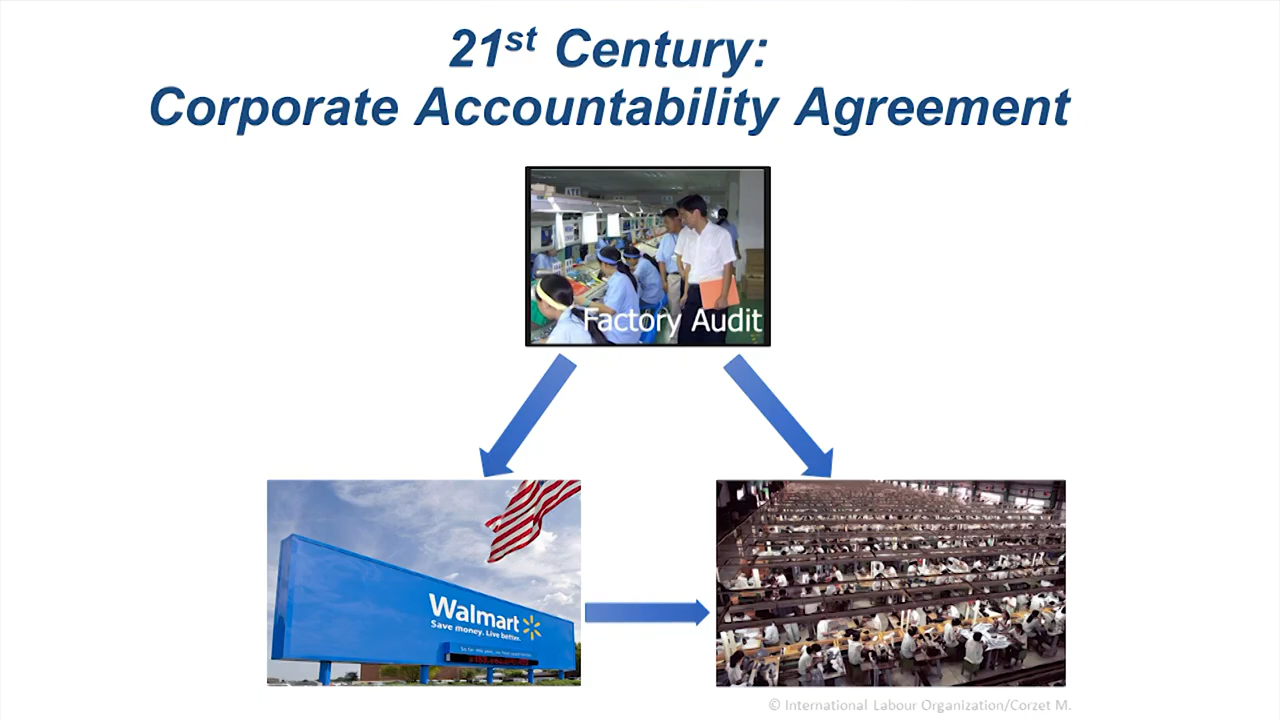 21st Century:
Corporate Accountability Agreement
Factory Audit
Walmart
Save money. Live better.
© International Labour Organization/Corzet M.